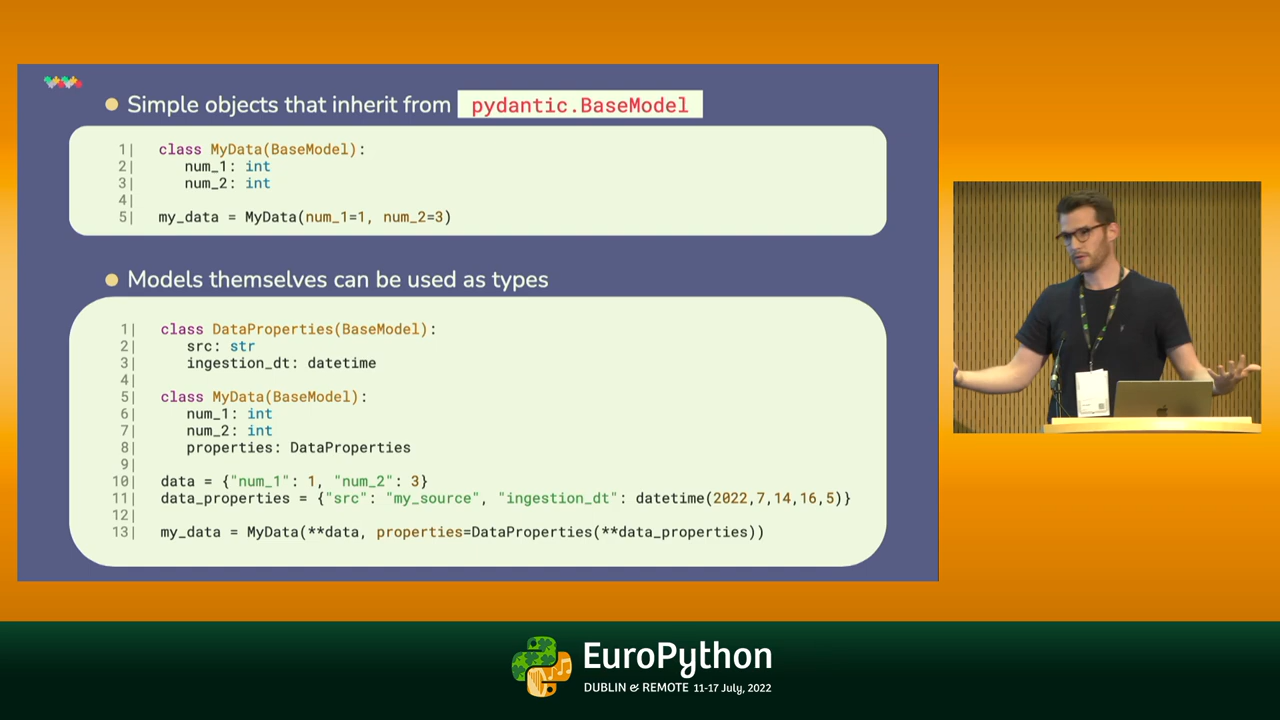 Simple objects that inherit from pydantic.BaseModel
1| class MyData(BaseModel):
2| num_1: int
3| num_2: int
4|
5| my_data = MyData(num_1=1, num_2=3)
Models themselves can be used as types
1| class DataProperties(BaseModel):
2| src: str
3| ingestion_dt: datetime
4|
5| class MyData(BaseModel):
6| num_1: int
7| num_2: int
8| properties: DataProperties
9|
10| data = {"num_1": 1, "num_2": 3}
11| data_properties = {"src": "my_source", "ingestion_dt": datetime(2022,7,14,16,5)}
12|
13| my_data = MyData(**data, properties=DataProperties(**data_properties))
EuroPython
DUBLIN & REMOTE 11-17 July, 2022